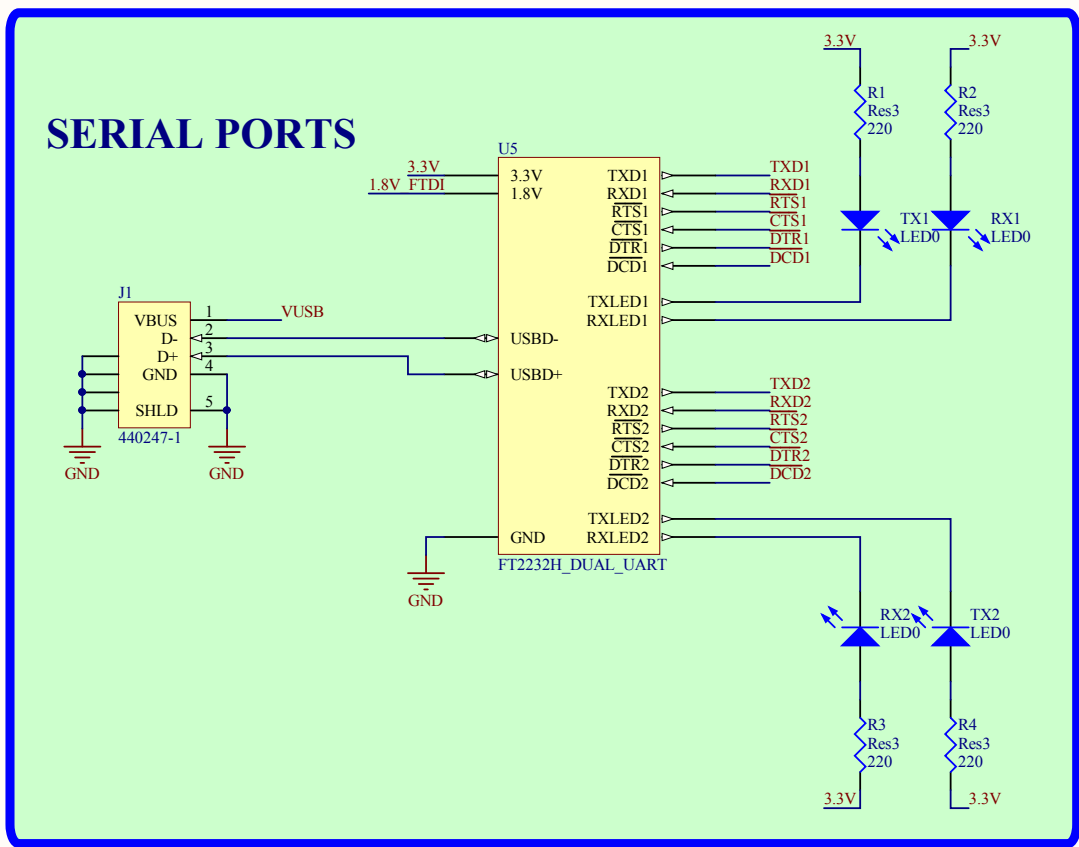 SERIAL PORTS
3.3V
3.3V
R1
Res3
220
R2
Res3
220
TX1
LED0
RX1
LED0
U5
3.3V
1.8V FTDI
3.3V
1.8V
USBD-
USBD+
GND
TXD1
RXD1
RTS1
CTS1
DTR1
DCD1
TXLED1
RXLED1
TXD2
RXD2
RTS2
CTS2
DTR2
DCD2
TXLED2
RXLED2
FT2232H_DUAL_UART
TXD1
RXD1
RTS1
CTS1
DTR1
DCD1
TXD2
RXD2
RTS2
CTS2
DTR2
DCD2
J1
VBUS
D-
D+
GND
SHLD
1
2
3
4
5
440247-1
VUSB
GND
GND
GND
RX2
LED0
TX2
LED0
R3
Res3
220
R4
Res3
220
3.3V
3.3V